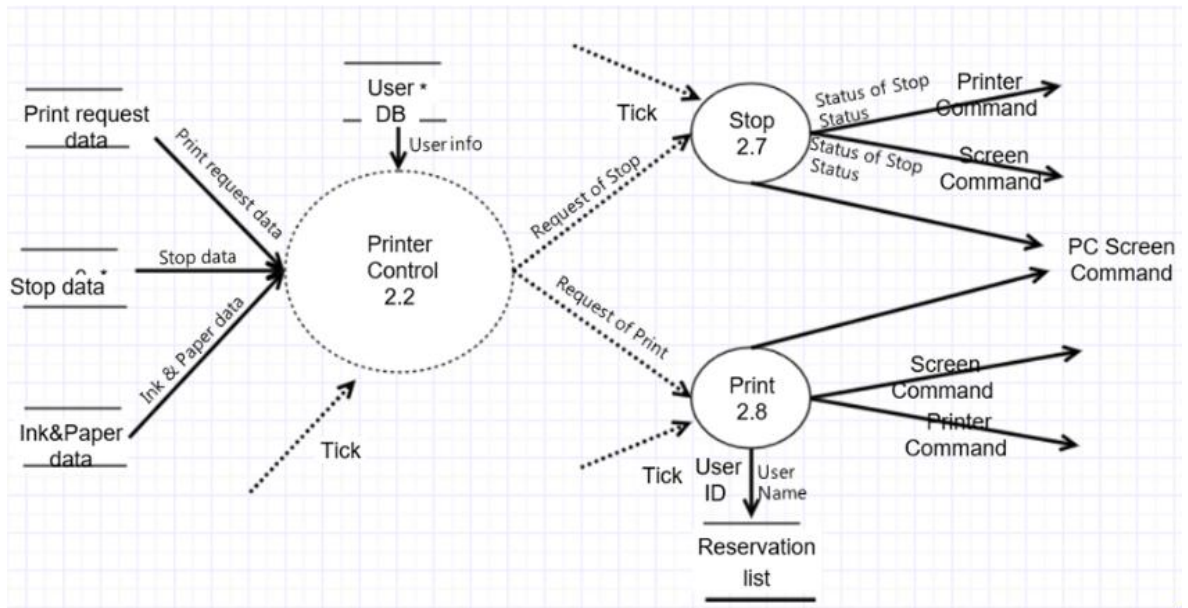 Print request
data
Print request data
User *
DB
User info
Stop data
Stop data
Ink & Paper data
Ink&Paper
data
Printer
Control
2.2
Tick
Request of Stop
Request of Print
Tick
Stop
2.7
Status of Stop
Status
Printer
Command
Status of Stop
Status
Screen
Command
PC Screen
Command
Print
2.8
Screen
Command
Printer
Command
Tick
User
ID
User
Name
Reservation
list